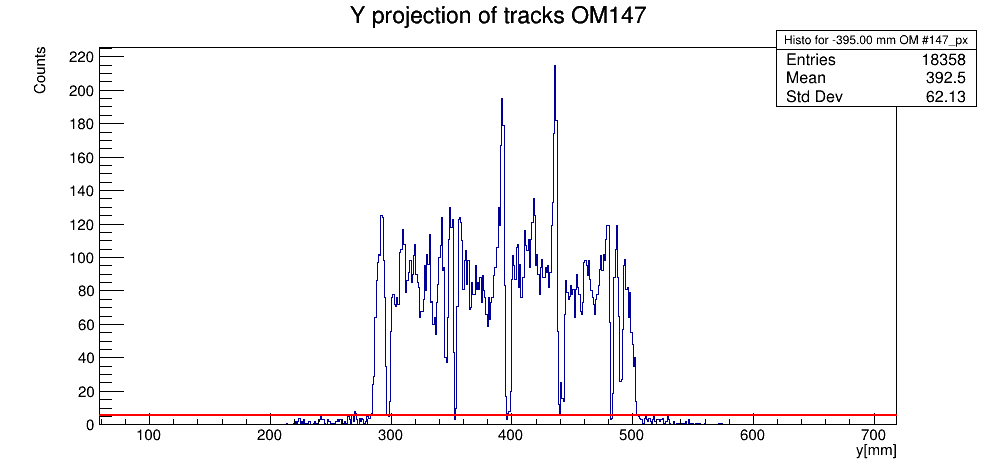 Y projection of tracks OM147
Histo for -395.00 mm OM #147_px
Entries 18358
Mean 392.5
Std Dev 62.13
Counts
220
200
180
160
140
120
100
80
60
40
20
0
100 200 300 400 500 600 700
y[mm]